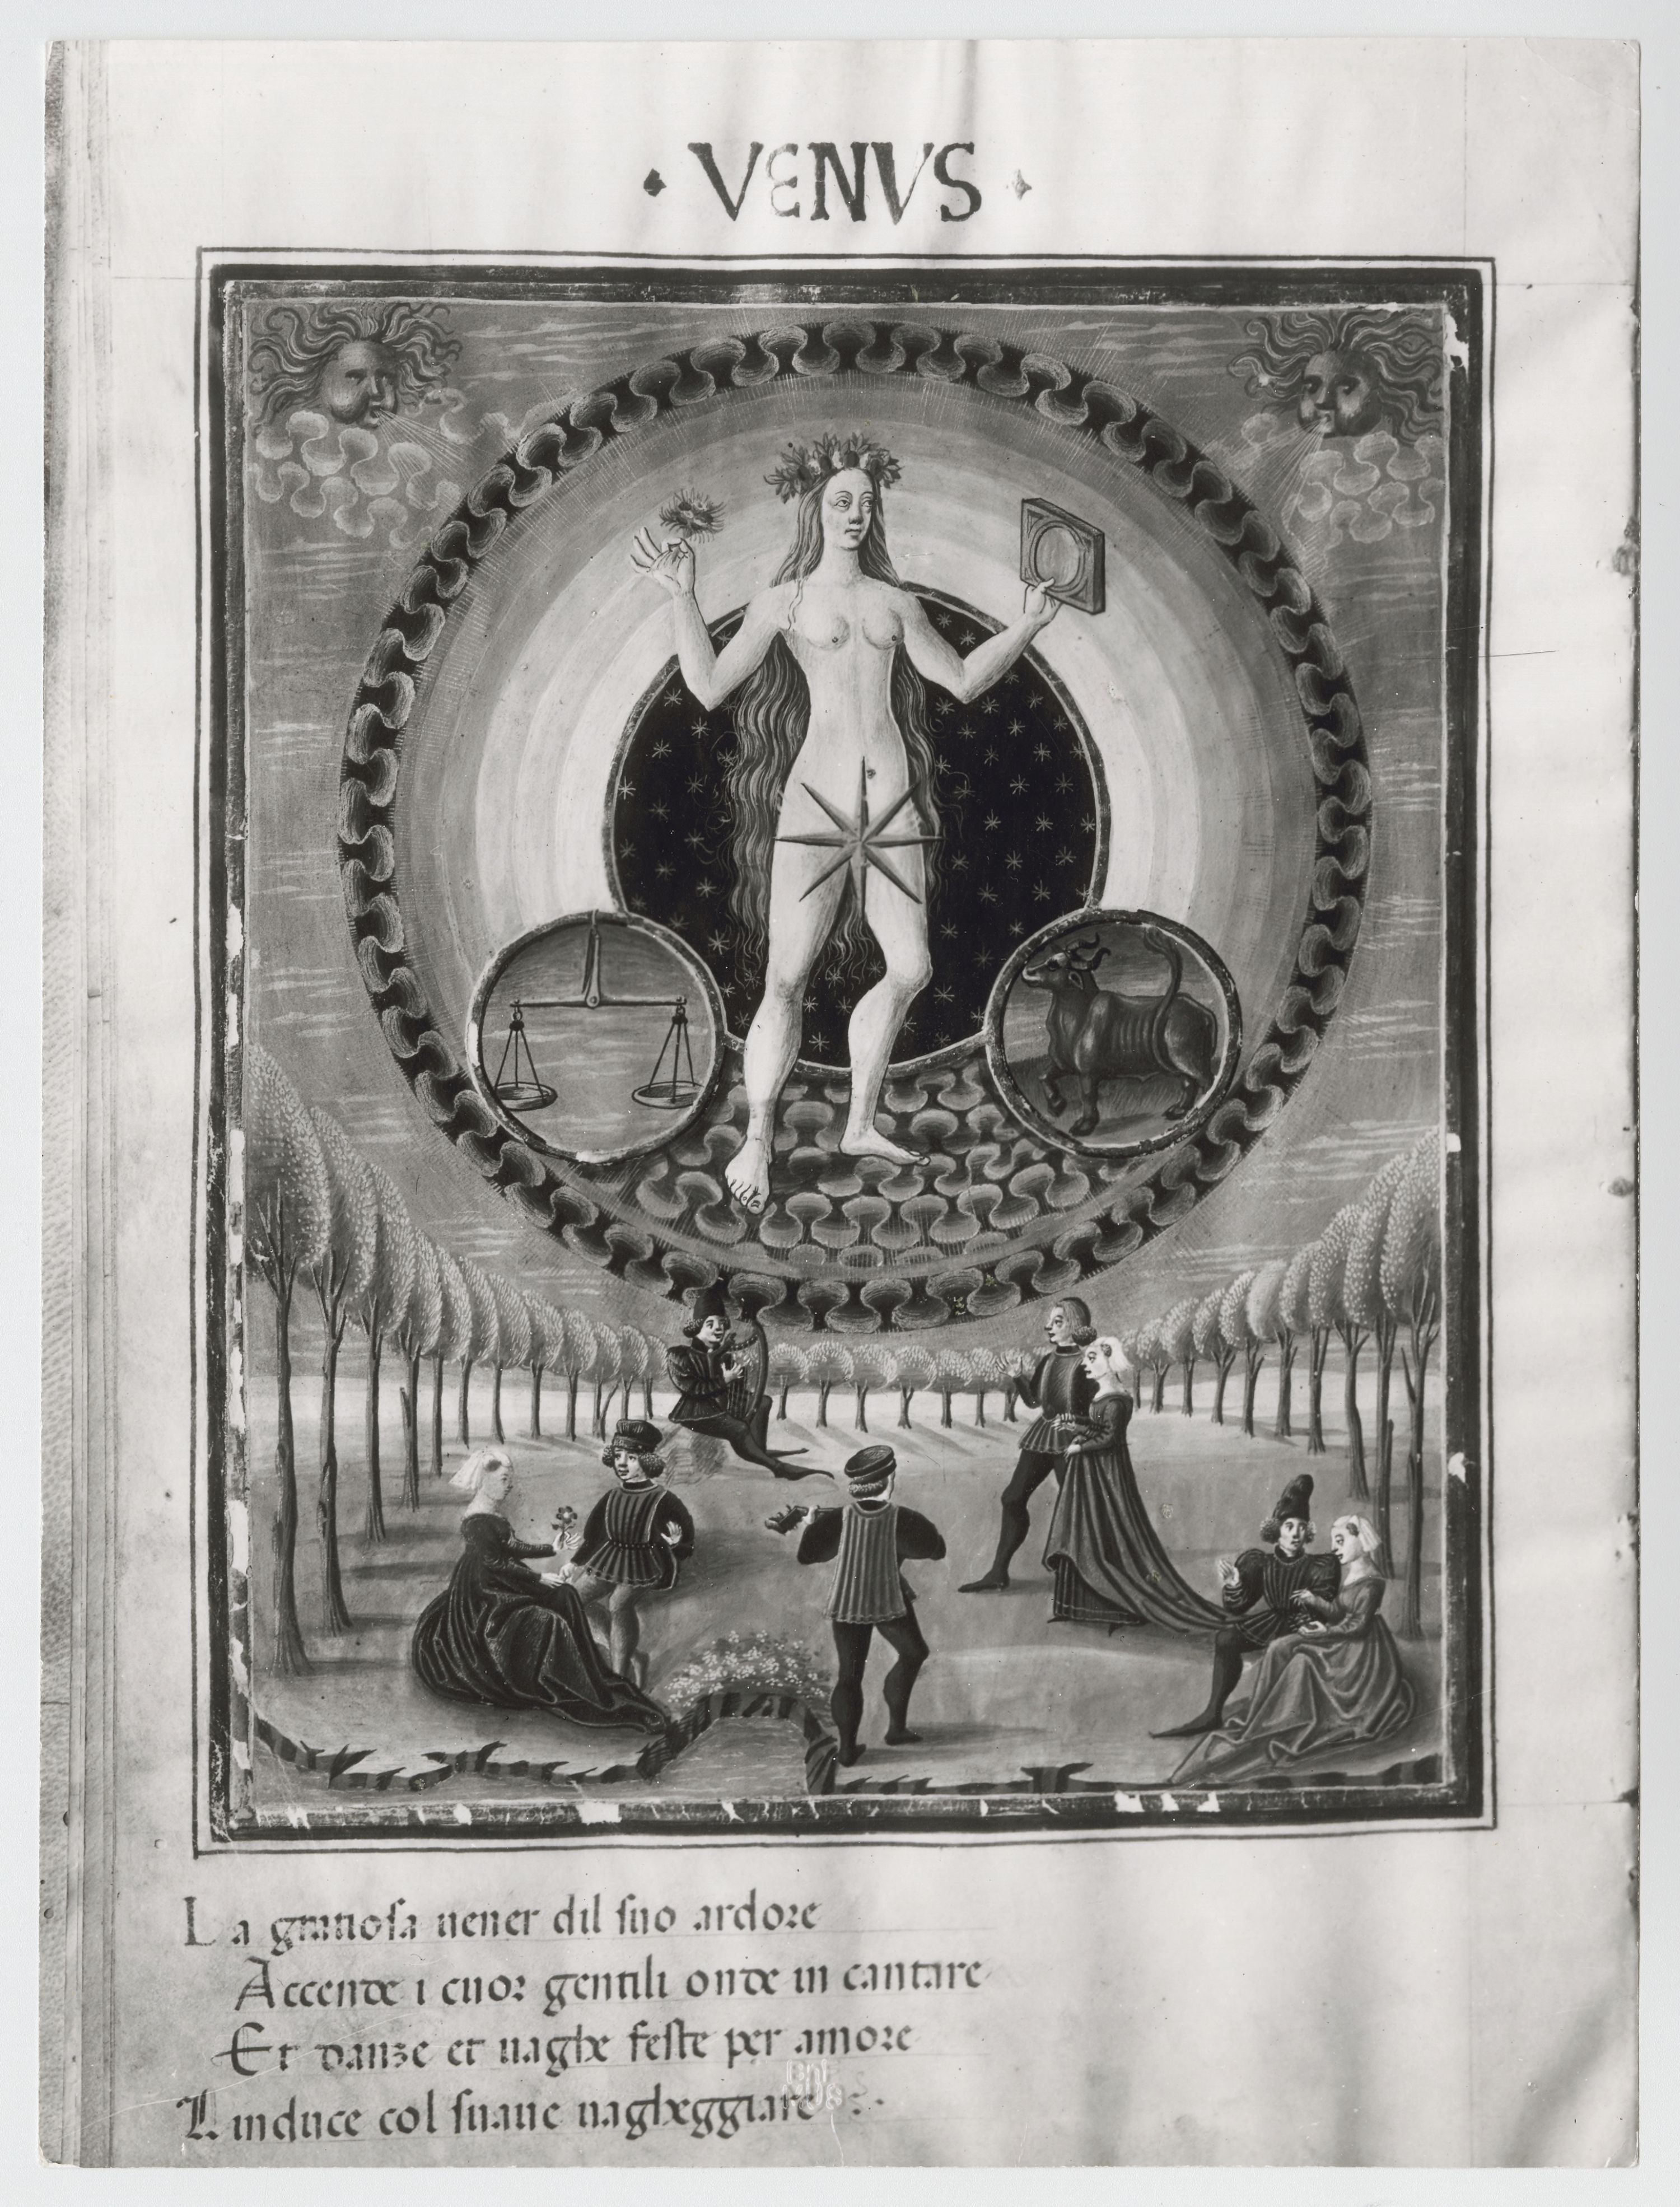 · VENVS ·
La gratiosa uener dil suo ardore
Accende i cuor gentili onde in cantare
Et danze et uaghe feste per amore
L induce col suaue uagheggiare :·